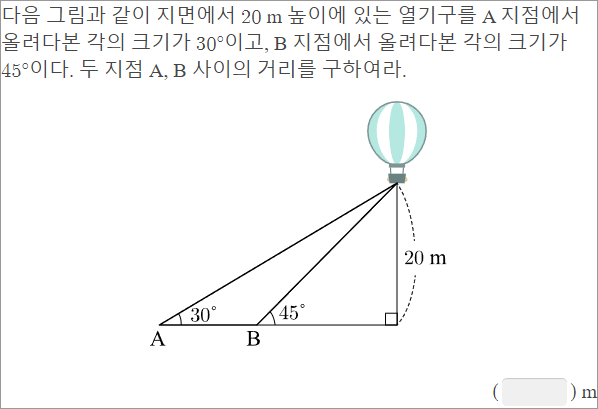 다음 그림과 같이 지면에서 20 m 높이에 있는 열기구를 A 지점에서
올려다본 각의 크기가 30°이고, B 지점에서 올려다본 각의 크기가
45°이다. 두 지점 A, B 사이의 거리를 구하여라.
20 m
30°
45°
A
B
( ) m